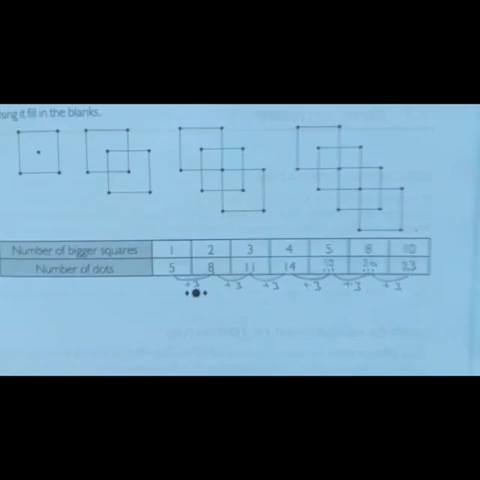 sing it fill in the blanks.
Number of bigger squares 1 2 3 4 5 8 10
Number of dots 5 8 11 14
+3 +3 +3 +3 +3 +3